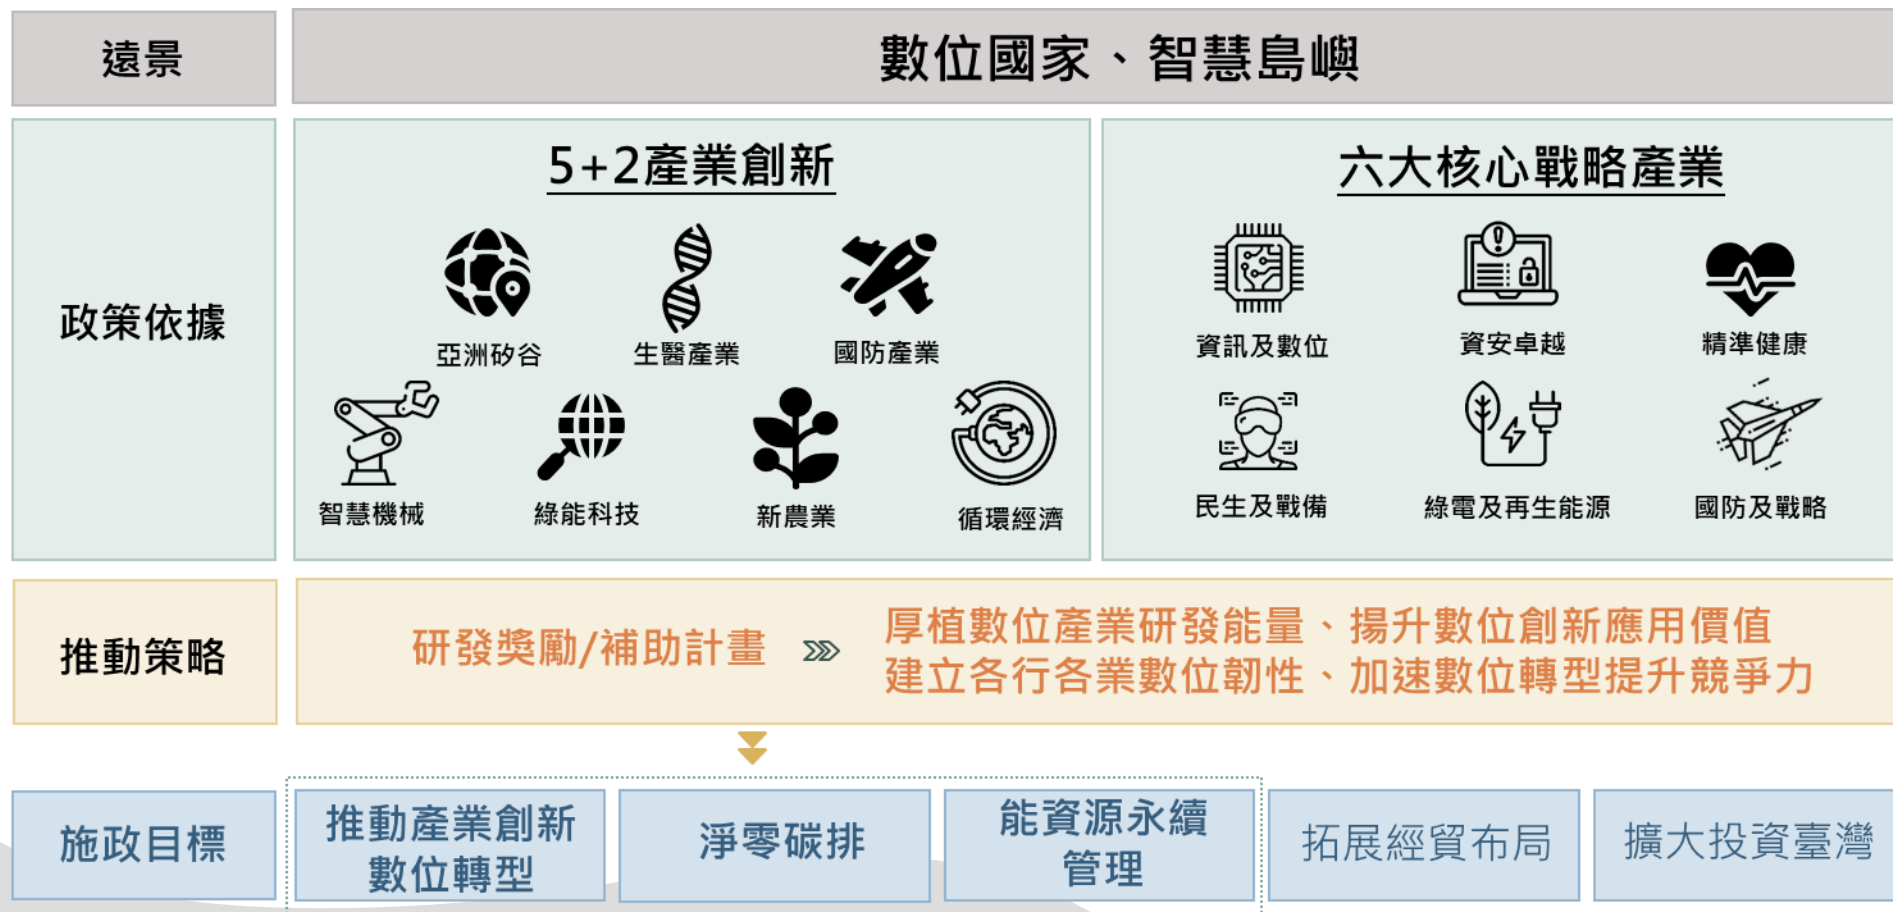 遠景
數位國家、智慧島嶼
政策依據
5+2產業創新
亞洲矽谷
生醫產業
國防產業
智慧機械
綠能科技
新農業
循環經濟
六大核心戰略產業
資訊及數位
資安卓越
精準健康
民生及戰備
綠電及再生能源
國防及戰略
推動策略
研發獎勵/補助計畫
厚植數位產業研發能量、揚升數位創新應用價值
建立各行各業數位韌性、加速數位轉型提升競爭力
施政目標
推動產業創新
數位轉型
淨零碳排
能資源永續
管理
拓展經貿布局
擴大投資臺灣